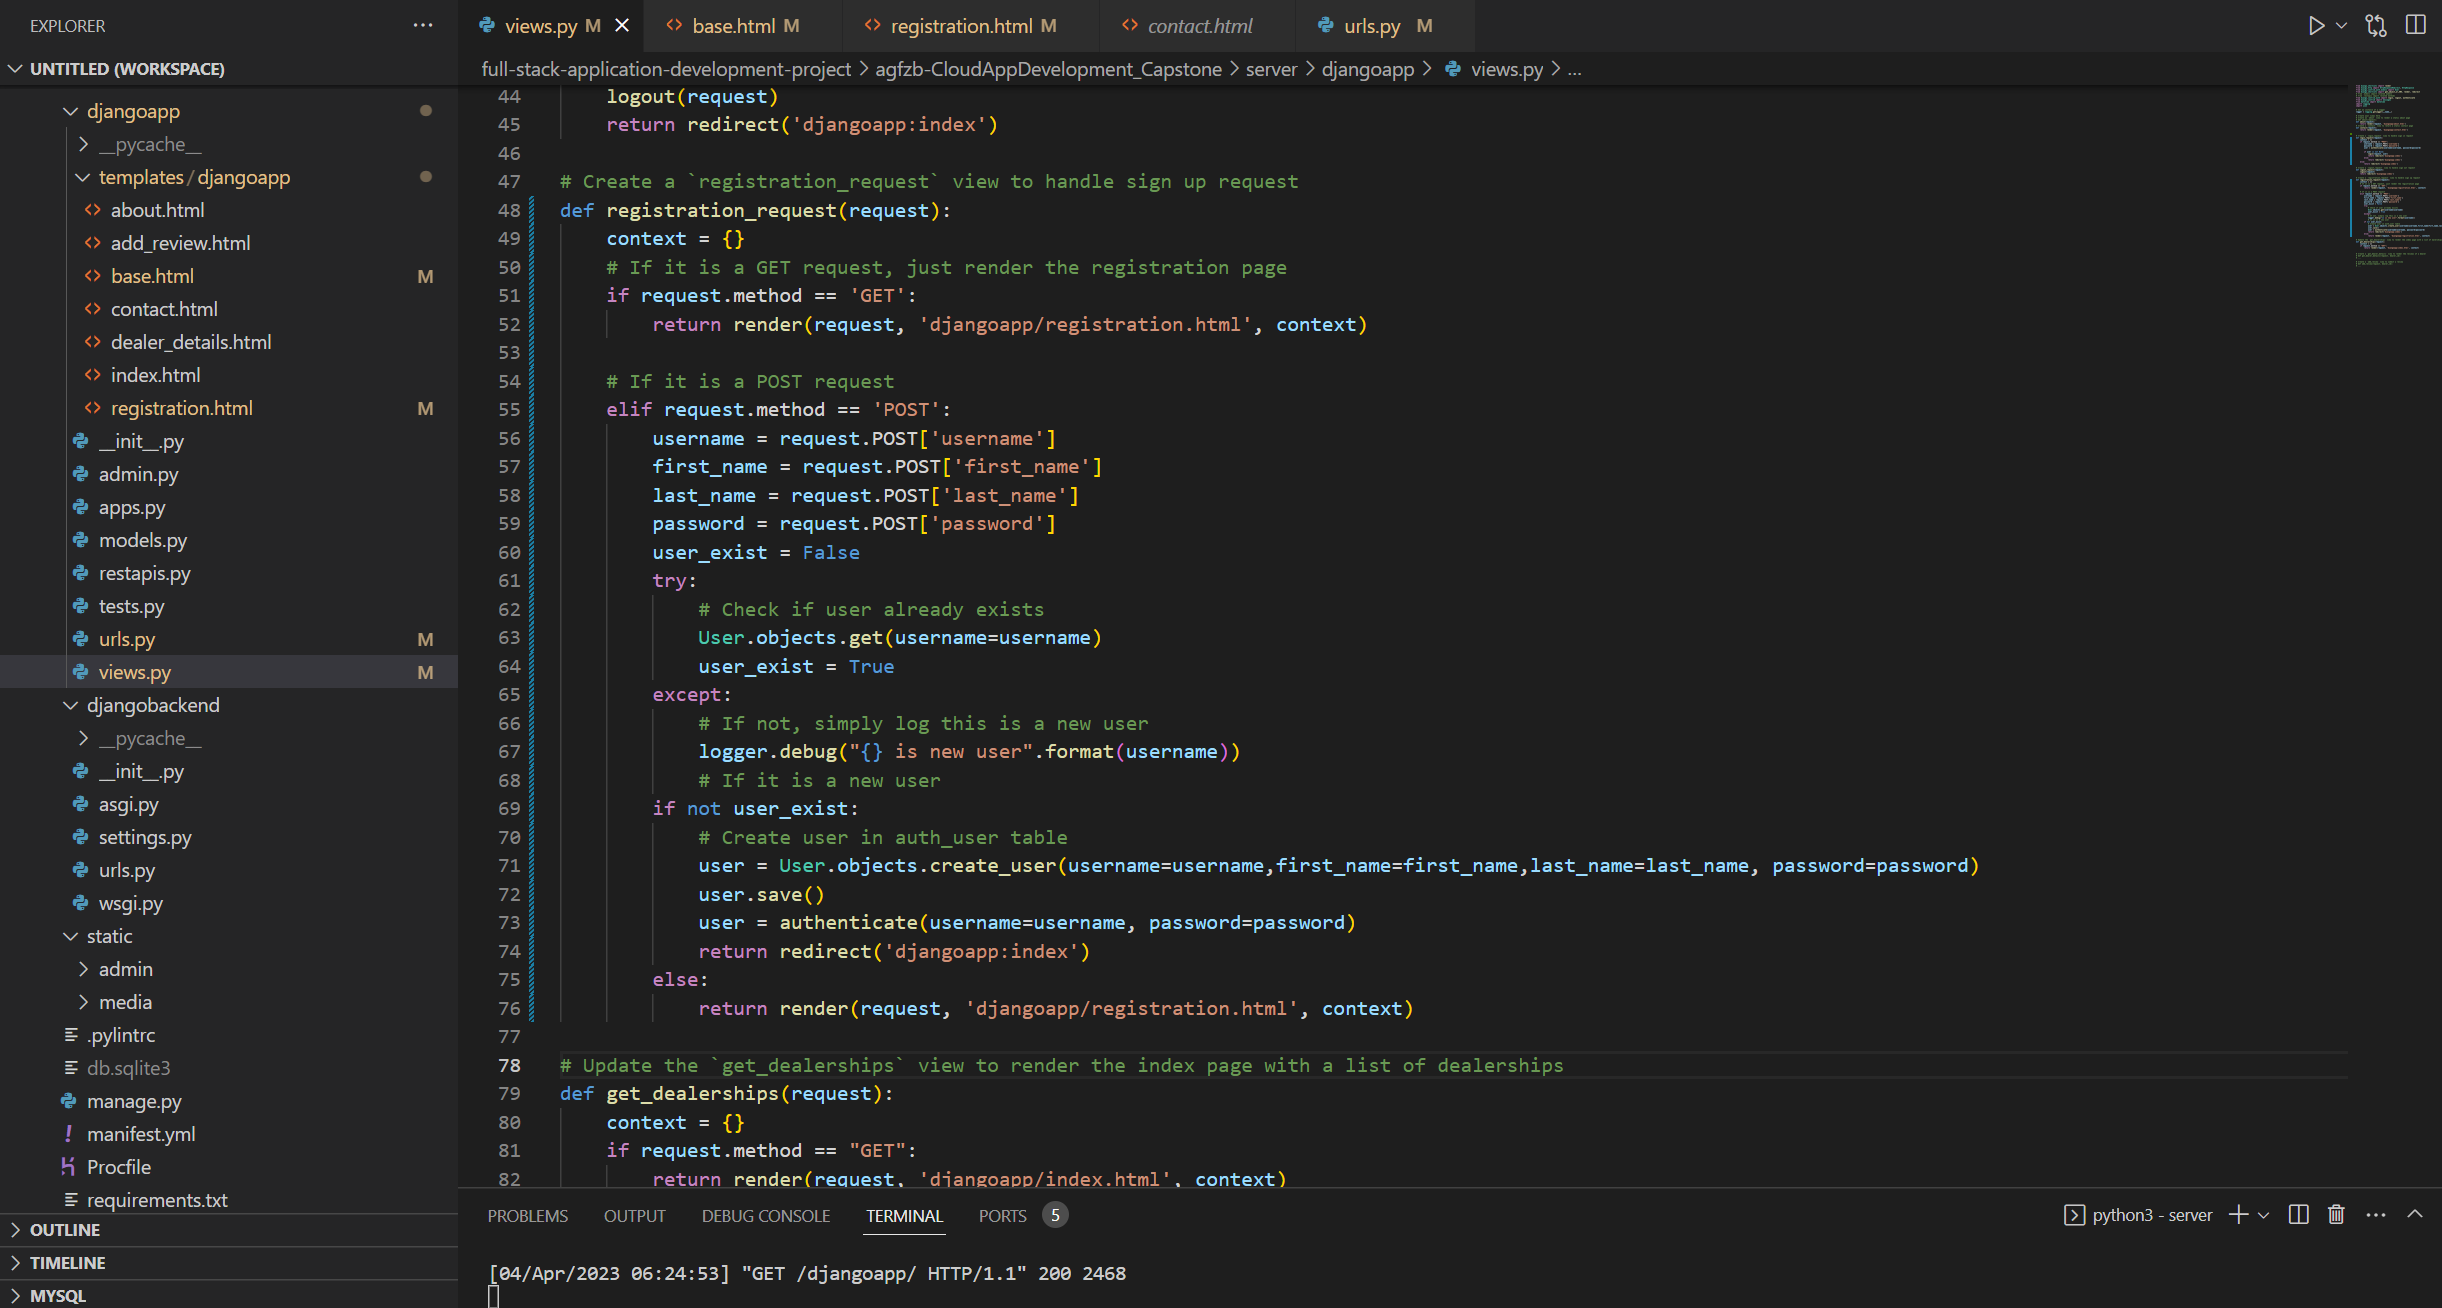 EXPLORER
UNTITLED (WORKSPACE)
djangoapp
__pycache__
templates/djangoapp
about.html
add_review.html
base.html M
contact.html
dealer_details.html
index.html
registration.html M
__init__.py
admin.py
apps.py
models.py
restapis.py
tests.py
urls.py M
views.py M
djangobackend
__pycache__
__init__.py
asgi.py
settings.py
urls.py
wsgi.py
static
admin
media
.pylintrc
db.sqlite3
manage.py
! manifest.yml
Procfile
requirements.txt
OUTLINE
TIMELINE
MYSQL
views.py M base.html M registration.html M contact.html urls.py M
full-stack-application-development-project > agfzb-CloudAppDevelopment_Capstone > server > djangoapp > views.py > ...
44 logout(request)
45 return redirect('djangoapp:index')
46
47 # Create a `registration_request` view to handle sign up request
48 def registration_request(request):
49 context = {}
50 # If it is a GET request, just render the registration page
51 if request.method == 'GET':
52 return render(request, 'djangoapp/registration.html', context)
53
54 # If it is a POST request
55 elif request.method == 'POST':
56 username = request.POST['username']
57 first_name = request.POST['first_name']
58 last_name = request.POST['last_name']
59 password = request.POST['password']
60 user_exist = False
61 try:
62 # Check if user already exists
63 User.objects.get(username=username)
64 user_exist = True
65 except:
66 # If not, simply log this is a new user
67 logger.debug("{} is new user".format(username))
68 # If it is a new user
69 if not user_exist:
70 # Create user in auth_user table
71 user = User.objects.create_user(username=username,first_name=first_name,last_name=last_name, password=password)
72 user.save()
73 user = authenticate(username=username, password=password)
74 return redirect('djangoapp:index')
75 else:
76 return render(request, 'djangoapp/registration.html', context)
77
78 # Update the `get_dealerships` view to render the index page with a list of dealerships
79 def get_dealerships(request):
80 context = {}
81 if request.method == "GET":
82 return render(request, 'djangoapp/index.html', context)
PROBLEMS OUTPUT DEBUG CONSOLE TERMINAL PORTS 5
python3 - server
[04/Apr/2023 06:24:53] "GET /djangoapp/ HTTP/1.1" 200 2468